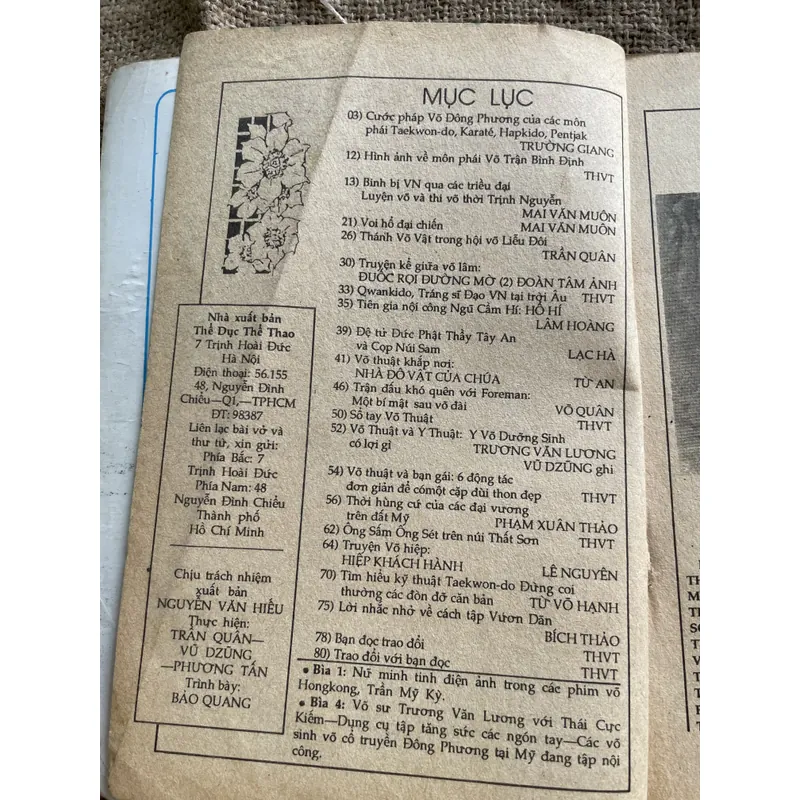 MỤC LỤC
03) Cước pháp Võ Đông Phương của các môn
phái Taekwon-do, Karaté, Hapkido, Pentjak
TRƯỜNG GIANG
12) Hình ảnh về môn phái Võ Trận Bình Định
THVT
13) Binh bị VN qua các triều đại
Luyện võ và thi võ thời Trịnh Nguyễn
MAI VĂN MUÔN
21) Voi hổ đại chiến MAI VĂN MUÔN
26) Thánh Võ Vật trong hội võ Liễu Đôi
TRẦN QUÂN
30) Truyện kể giữa võ lâm:
ĐUỐC RỌI ĐƯỜNG MỜ (2) ĐOÀN TÂM ẢNH
33) Qwankido, Tráng sĩ Đạo VN tại trời Âu THVT
35) Tiên gia nội công Ngũ Cầm Hí: HỔ HÍ
LÂM HOÀNG
39) Đệ tử Đức Phật Thầy Tây An
và Cọp Núi Sam LẠC HÀ
41) Võ thuật khắp nơi:
NHÀ ĐÔ VẬT CỦA CHÚA TỪ AN
46) Trận đấu khó quên với Foreman:
Một bí mật sau võ đài VÕ QUÂN
50) Sổ tay Võ Thuật THVT
52) Võ Thuật và Y Thuật: Y Võ Dưỡng Sinh
có lợi gì TRƯƠNG VĂN LƯƠNG
VŨ DZŨNG ghi
54) Võ thuật và bạn gái: 6 động tác
đơn giản để cómột cặp đùi thon đẹp THVT
56) Thời hùng cứ của các đại vương
trên đất Mỹ PHẠM XUÂN THẢO
62) Ông Sấm Ông Sét trên núi Thất Sơn THVT
64) Truyện Võ hiệp:
HIỆP KHÁCH HÀNH LÊ NGUYÊN
70) Tìm hiểu kỹ thuật Taekwon-do Đừng coi
thường các đòn đỡ căn bản TỪ VÕ HẠNH
75) Lời nhắc nhở về cách tập Vươn Dãn
BÍCH THẢO
78) Bạn đọc trao đổi THVT
80) Trao đổi với bạn đọc THVT
• Bìa 1: Nữ minh tinh điện ảnh trong các phim võ
Hongkong, Trần Mỹ Kỳ.
• Bìa 4: Võ sư Trương Văn Lương với Thái Cực
Kiếm—Dụng cụ tập tăng sức các ngón tay—Các võ
sinh võ cổ truyền Đông Phương tại Mỹ đang tập nội
công.
Nhà xuất bản
Thể Dục Thể Thao
7 Trịnh Hoài Đức
Hà Nội
Điện thoại: 56.155
48, Nguyễn Đình
Chiểu—Q1,—TPHCM
ĐT: 98387
Liên lạc bài vở và
thư từ, xin gửi:
Phía Bắc: 7
Trịnh Hoài Đức
Phía Nam: 48
Nguyễn Đình Chiểu
Thành phố
Hồ Chí Minh
Chịu trách nhiệm
xuất bản
NGUYỄN VĂN HIẾU
Thực hiện:
TRẦN QUÂN—
VŨ DZŨNG
—PHƯƠNG TẤN
Trình bày:
BẢO QUANG